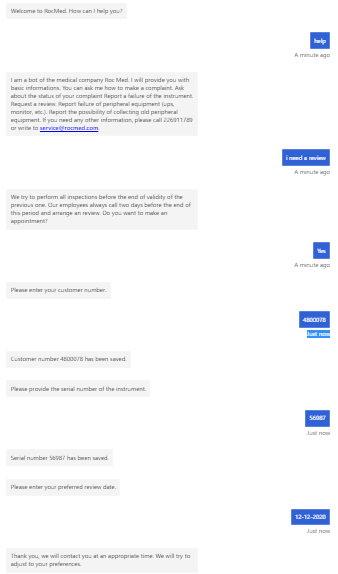 Welcome to RocMed. How can I help you?
help
A minute ago
I am a bot of the medical company Roc Med. I will provide you with
basic informations. You can ask me how to make a complaint. Ask
about the status of your complaint Report a failure of the instrument.
Request a review. Report failure of peripheral equipment (ups,
monitor, etc.). Report the possibility of collecting old peripheral
equipment. If you need any other information, please call 226911789
or write to service@rocmed.com.
i need a review
A minute ago
We try to perform all inspections before the end of validity of the
previous one. Our employees always call two days before the end of
this period and arrange an review. Do you want to make an
appointment?
Yes
A minute ago
Please enter your customer number.
4800078
Just now
Customer number 4800078 has been saved.
Please provide the serial number of the instrument.
56987
Just now
Serial number 56987 has been saved.
Please enter your preferred review date.
12-12-2020
Just now
Thank you, we will contact you at an appropriate time. We will try to
adjust to your preferences.